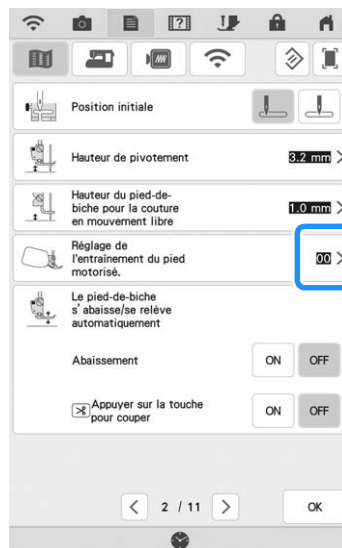 Position initiale
Hauteur de pivotement
3.2 mm
Hauteur du pied-de-
biche pour la couture
en mouvement libre
1.0 mm
Réglage de
l'entraînement du pied
motorisé.
00
Le pied-de-biche
s'abaisse/se relève
automatiquement
Abaissement
ON OFF
Appuyer sur la touche
pour couper
ON OFF
2 / 11
OK